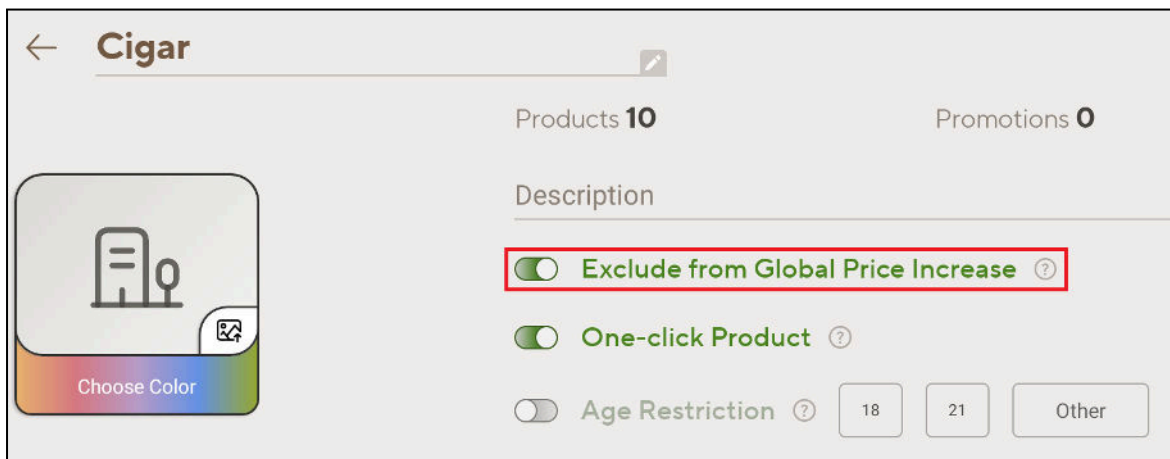 Cigar
Products 10 Promotions 0
Description
Exclude from Global Price Increase ?
One-click Product ?
Choose Color
Age Restriction ? 18 21 Other